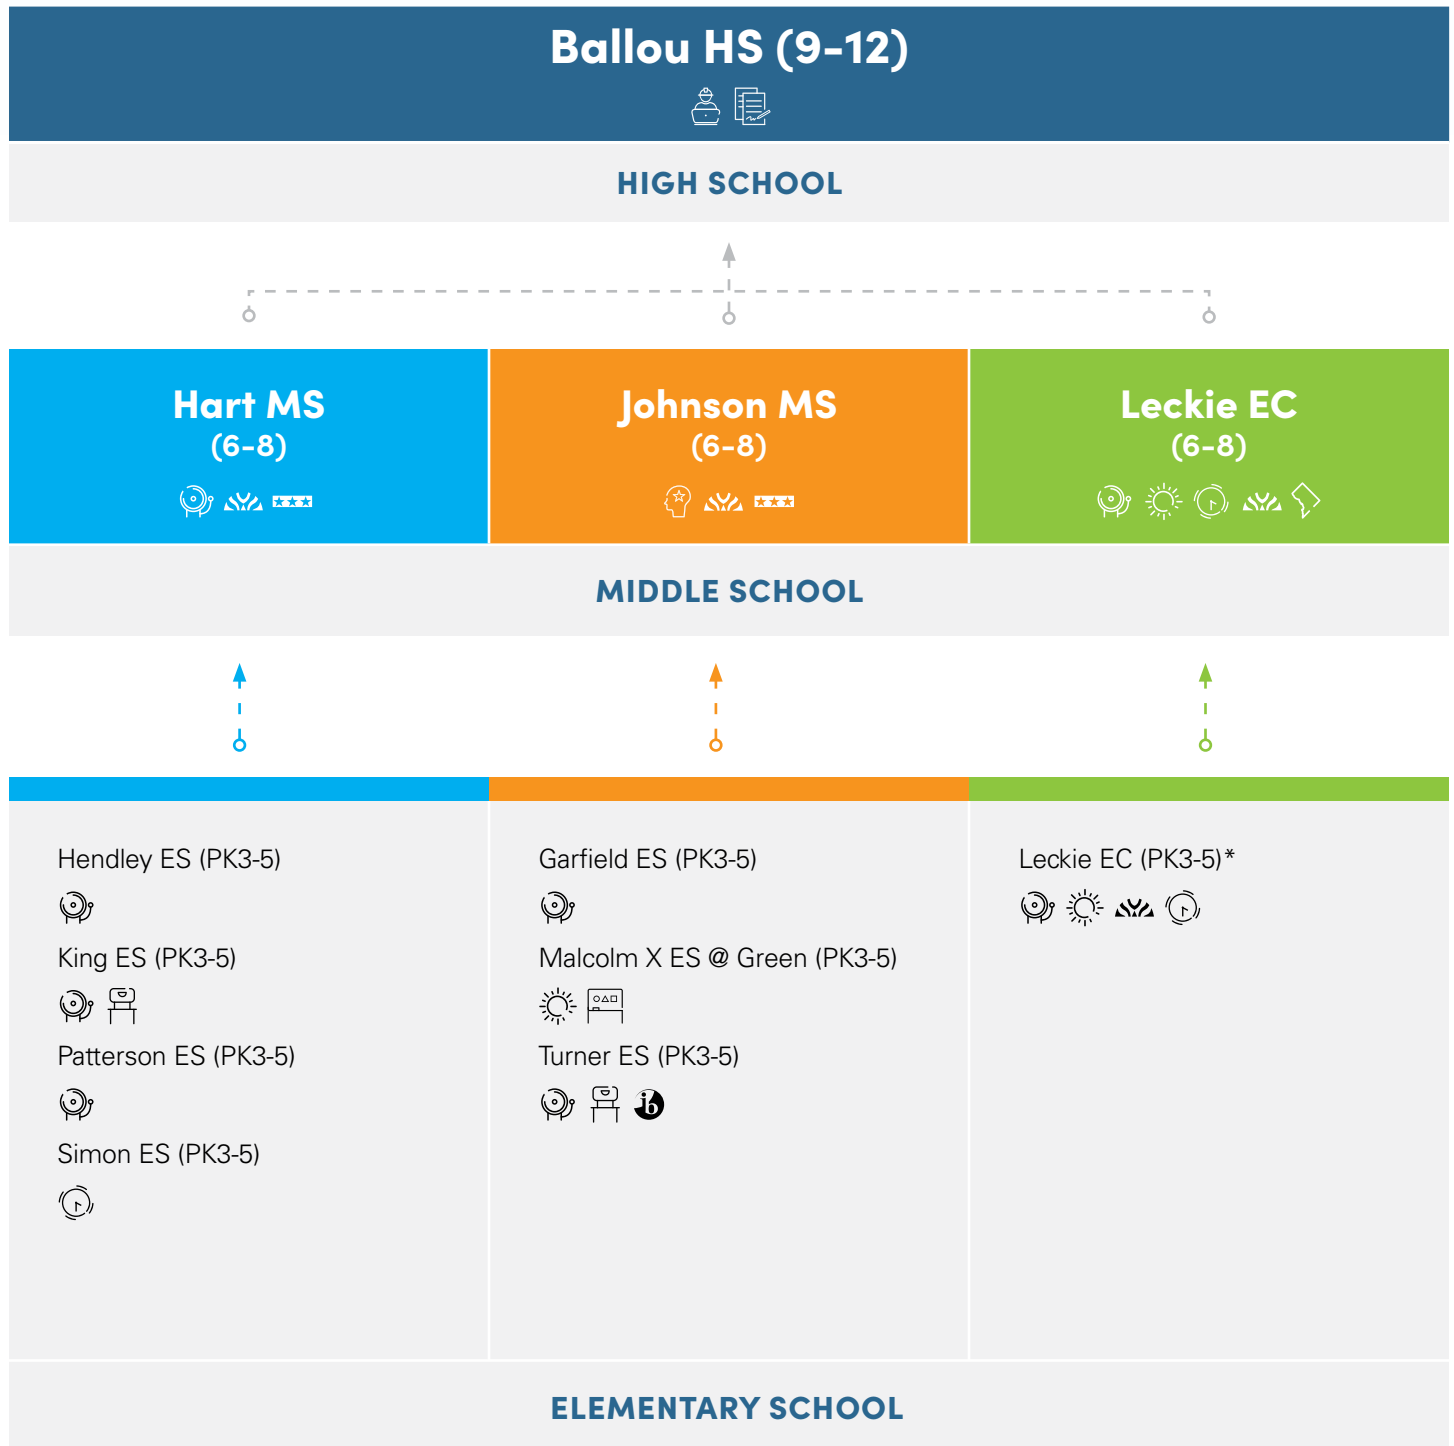 Ballou HS (9-12)
HIGH SCHOOL
Hart MS
(6-8)
Johnson MS
(6-8)
Leckie EC
(6-8)
MIDDLE SCHOOL
Hendley ES (PK3-5)
King ES (PK3-5)
Patterson ES (PK3-5)
Simon ES (PK3-5)
Garfield ES (PK3-5)
Malcolm X ES @ Green (PK3-5)
Turner ES (PK3-5)
ib
Leckie EC (PK3-5)*
ELEMENTARY SCHOOL